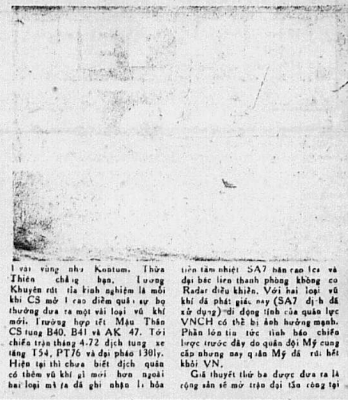 vài vùng như Kontum, Thừa
Thiên chẳng hạn. Lương
Khuyên rút tỉa kinh nghiệm là mỗi
khi CS mở 1 cao điểm quân sự họ
thường đưa ra một vài loại vũ khí
mới. Trường hợp tết Mậu Thân
CS tung B40, B41 và AK 47. Tới
chiến trận tháng 4-72 địch tung xe
tăng T54, PT76 và đại pháo 130ly.
Hiện tại thì chưa biết địch quân
có thêm vũ khí gì mới hơn ngoài
hai loại mà ta đã ghi nhận là hỏa
tiễn tầm nhiệt SA7 bắn cao và
đại bác liên thanh phòng không có
Radar điều khiển. Với hai loại vũ
khí đã phát giác nay (SA7 địch đã
sử dụng) di động tính của quân lực
VNCH có thể bị ảnh hưởng mạnh.
Phần lớn tin tức tình báo chiến
lược trước đây do quân đội Mỹ cung
cấp nhưng nay quân Mỹ đã rút hết
khỏi VN.
Giả thuyết thứ ba được đưa ra là
cộng sản sẽ mở trận đại tấn công tại